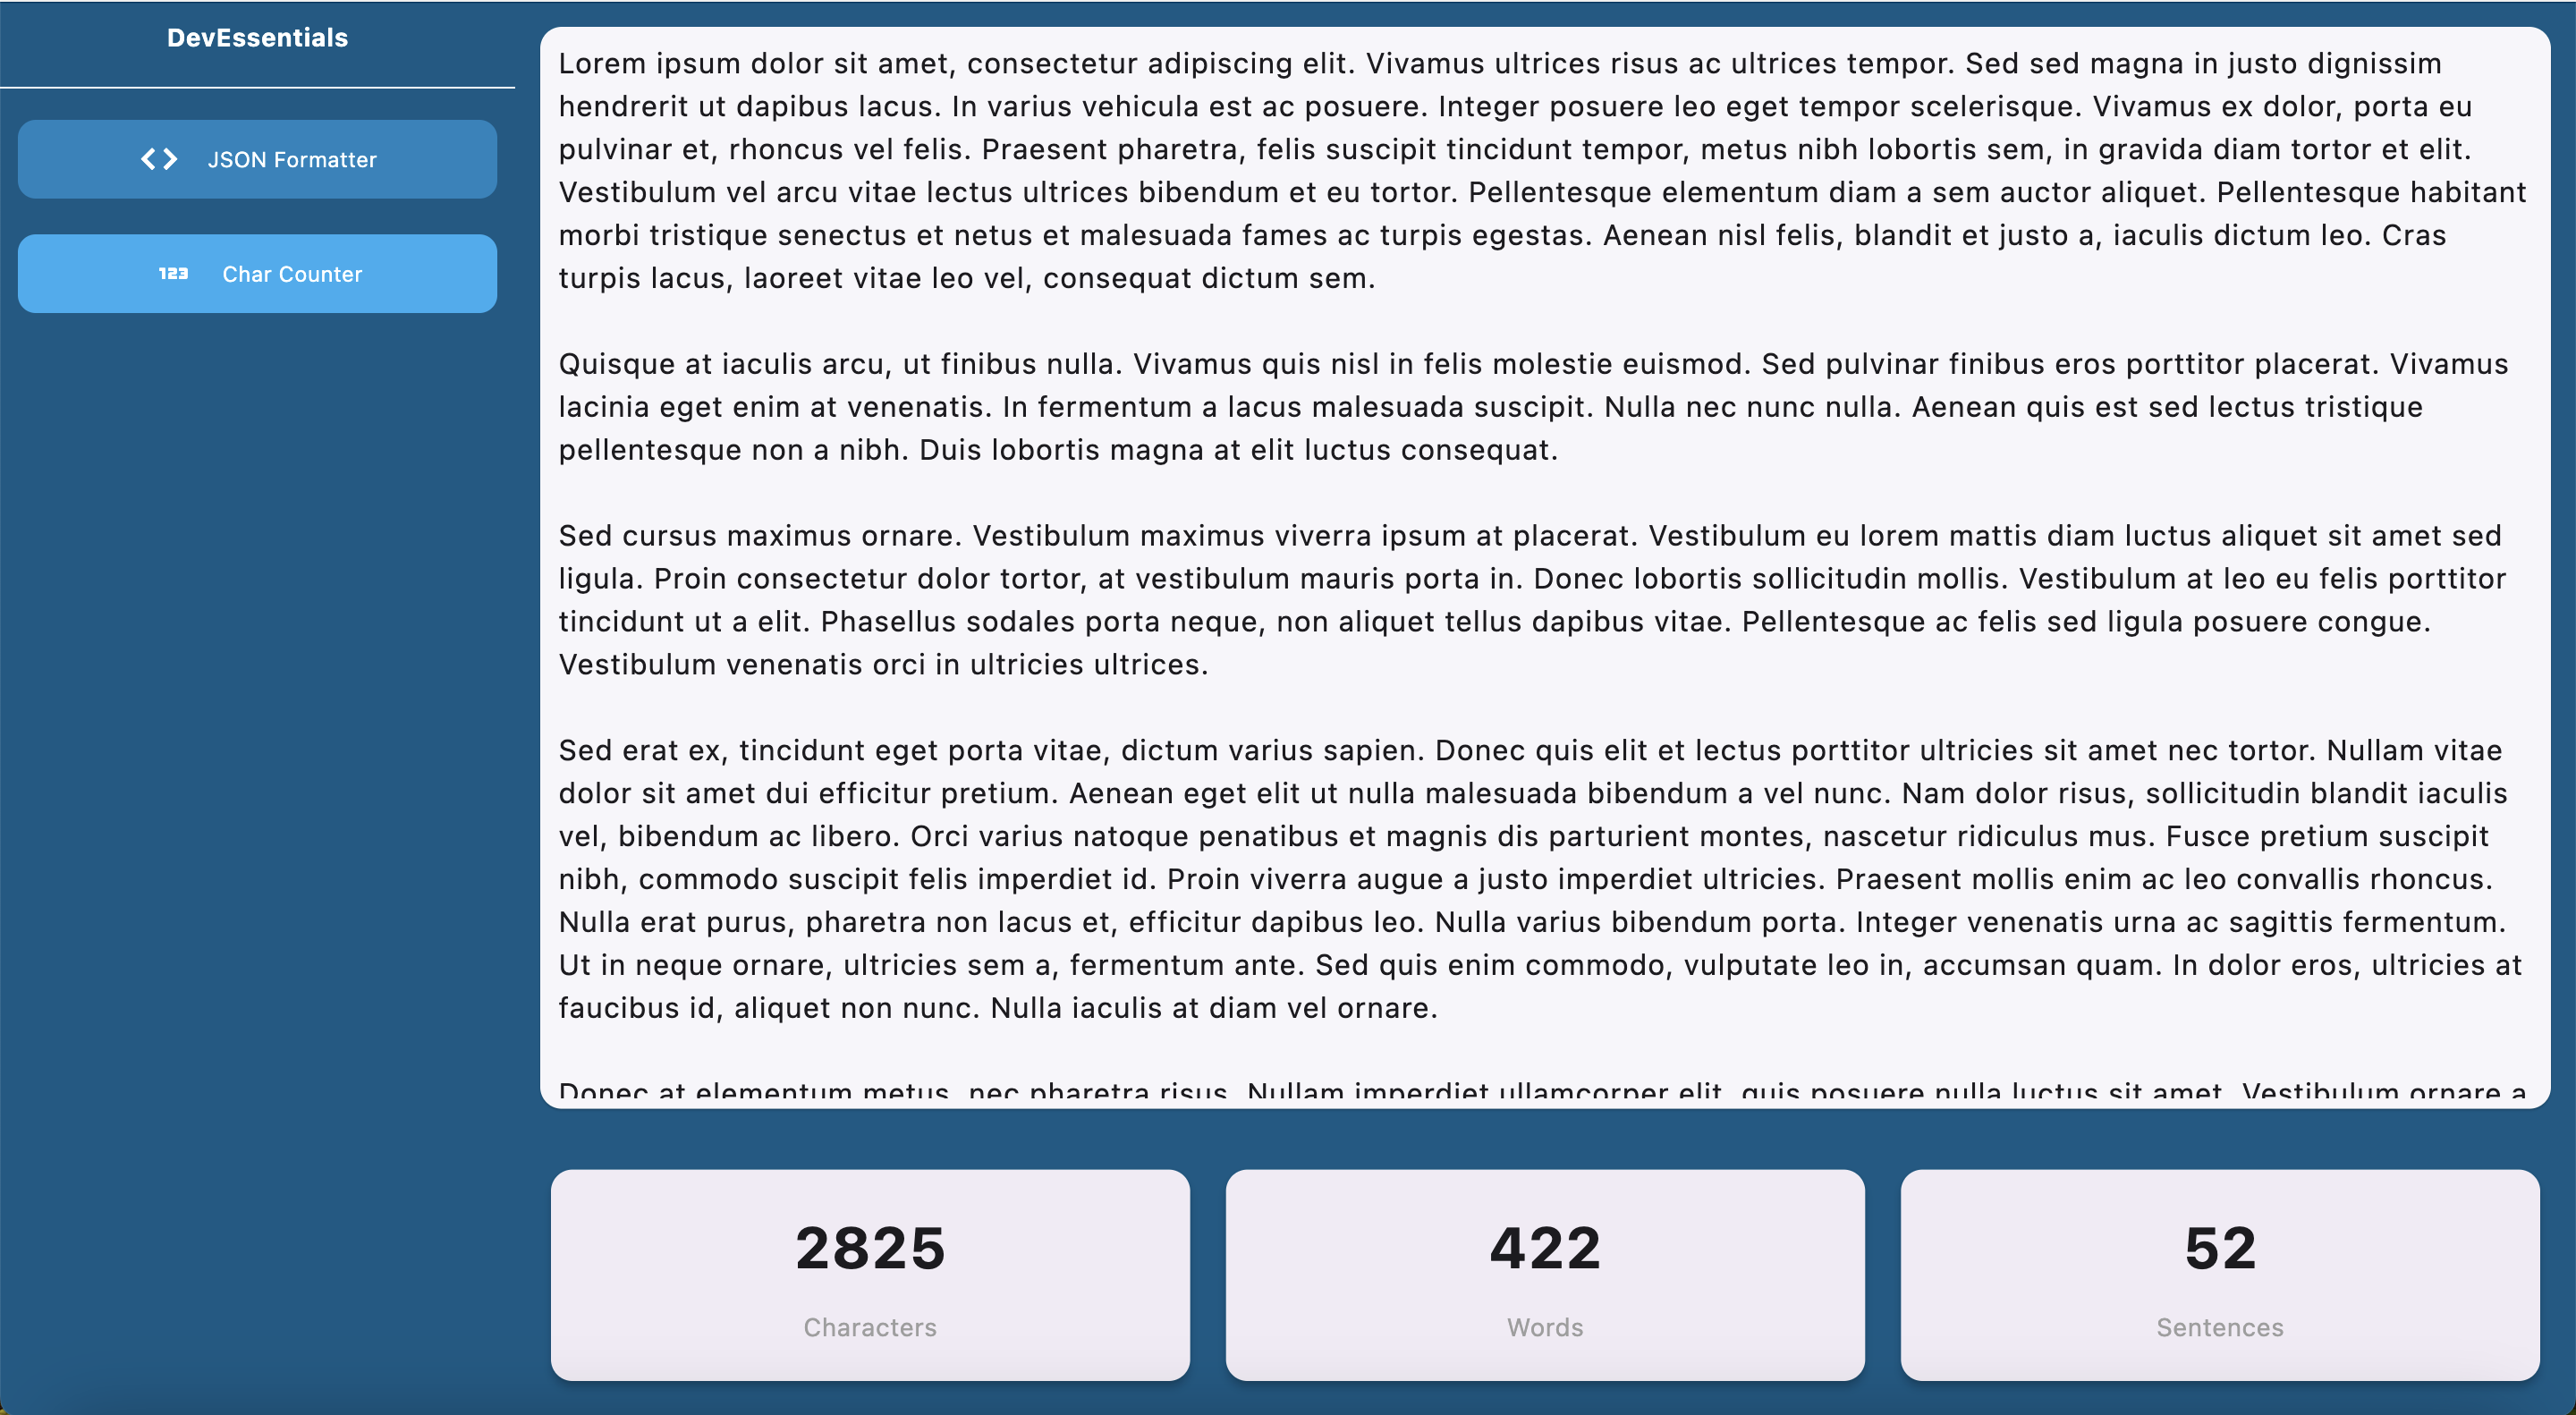 DevEssentials
JSON Formatter
123 Char Counter
Lorem ipsum dolor sit amet, consectetur adipiscing elit. Vivamus ultrices risus ac ultrices tempor. Sed sed magna in justo dignissim
hendrerit ut dapibus lacus. In varius vehicula est ac posuere. Integer posuere leo eget tempor scelerisque. Vivamus ex dolor, porta eu
pulvinar et, rhoncus vel felis. Praesent pharetra, felis suscipit tincidunt tempor, metus nibh lobortis sem, in gravida diam tortor et elit.
Vestibulum vel arcu vitae lectus ultrices bibendum et eu tortor. Pellentesque elementum diam a sem auctor aliquet. Pellentesque habitant
morbi tristique senectus et netus et malesuada fames ac turpis egestas. Aenean nisl felis, blandit et justo a, iaculis dictum leo. Cras
turpis lacus, laoreet vitae leo vel, consequat dictum sem.
Quisque at iaculis arcu, ut finibus nulla. Vivamus quis nisl in felis molestie euismod. Sed pulvinar finibus eros porttitor placerat. Vivamus
lacinia eget enim at venenatis. In fermentum a lacus malesuada suscipit. Nulla nec nunc nulla. Aenean quis est sed lectus tristique
pellentesque non a nibh. Duis lobortis magna at elit luctus consequat.
Sed cursus maximus ornare. Vestibulum maximus viverra ipsum at placerat. Vestibulum eu lorem mattis diam luctus aliquet sit amet sed
ligula. Proin consectetur dolor tortor, at vestibulum mauris porta in. Donec lobortis sollicitudin mollis. Vestibulum at leo eu felis porttitor
tincidunt ut a elit. Phasellus sodales porta neque, non aliquet tellus dapibus vitae. Pellentesque ac felis sed ligula posuere congue.
Vestibulum venenatis orci in ultricies ultrices.
Sed erat ex, tincidunt eget porta vitae, dictum varius sapien. Donec quis elit et lectus porttitor ultricies sit amet nec tortor. Nullam vitae
dolor sit amet dui efficitur pretium. Aenean eget elit ut nulla malesuada bibendum a vel nunc. Nam dolor risus, sollicitudin blandit iaculis
vel, bibendum ac libero. Orci varius natoque penatibus et magnis dis parturient montes, nascetur ridiculus mus. Fusce pretium suscipit
nibh, commodo suscipit felis imperdiet id. Proin viverra augue a justo imperdiet ultricies. Praesent mollis enim ac leo convallis rhoncus.
Nulla erat purus, pharetra non lacus et, efficitur dapibus leo. Nulla varius bibendum porta. Integer venenatis urna ac sagittis fermentum.
Ut in neque ornare, ultricies sem a, fermentum ante. Sed quis enim commodo, vulputate leo in, accumsan quam. In dolor eros, ultricies at
faucibus id, aliquet non nunc. Nulla iaculis at diam vel ornare.
Donec at elementum metus, nec pharetra risus. Nullam imperdiet ullamcorper elit, quis posuere nulla luctus sit amet. Vestibulum ornare a
2825
Characters
422
Words
52
Sentences